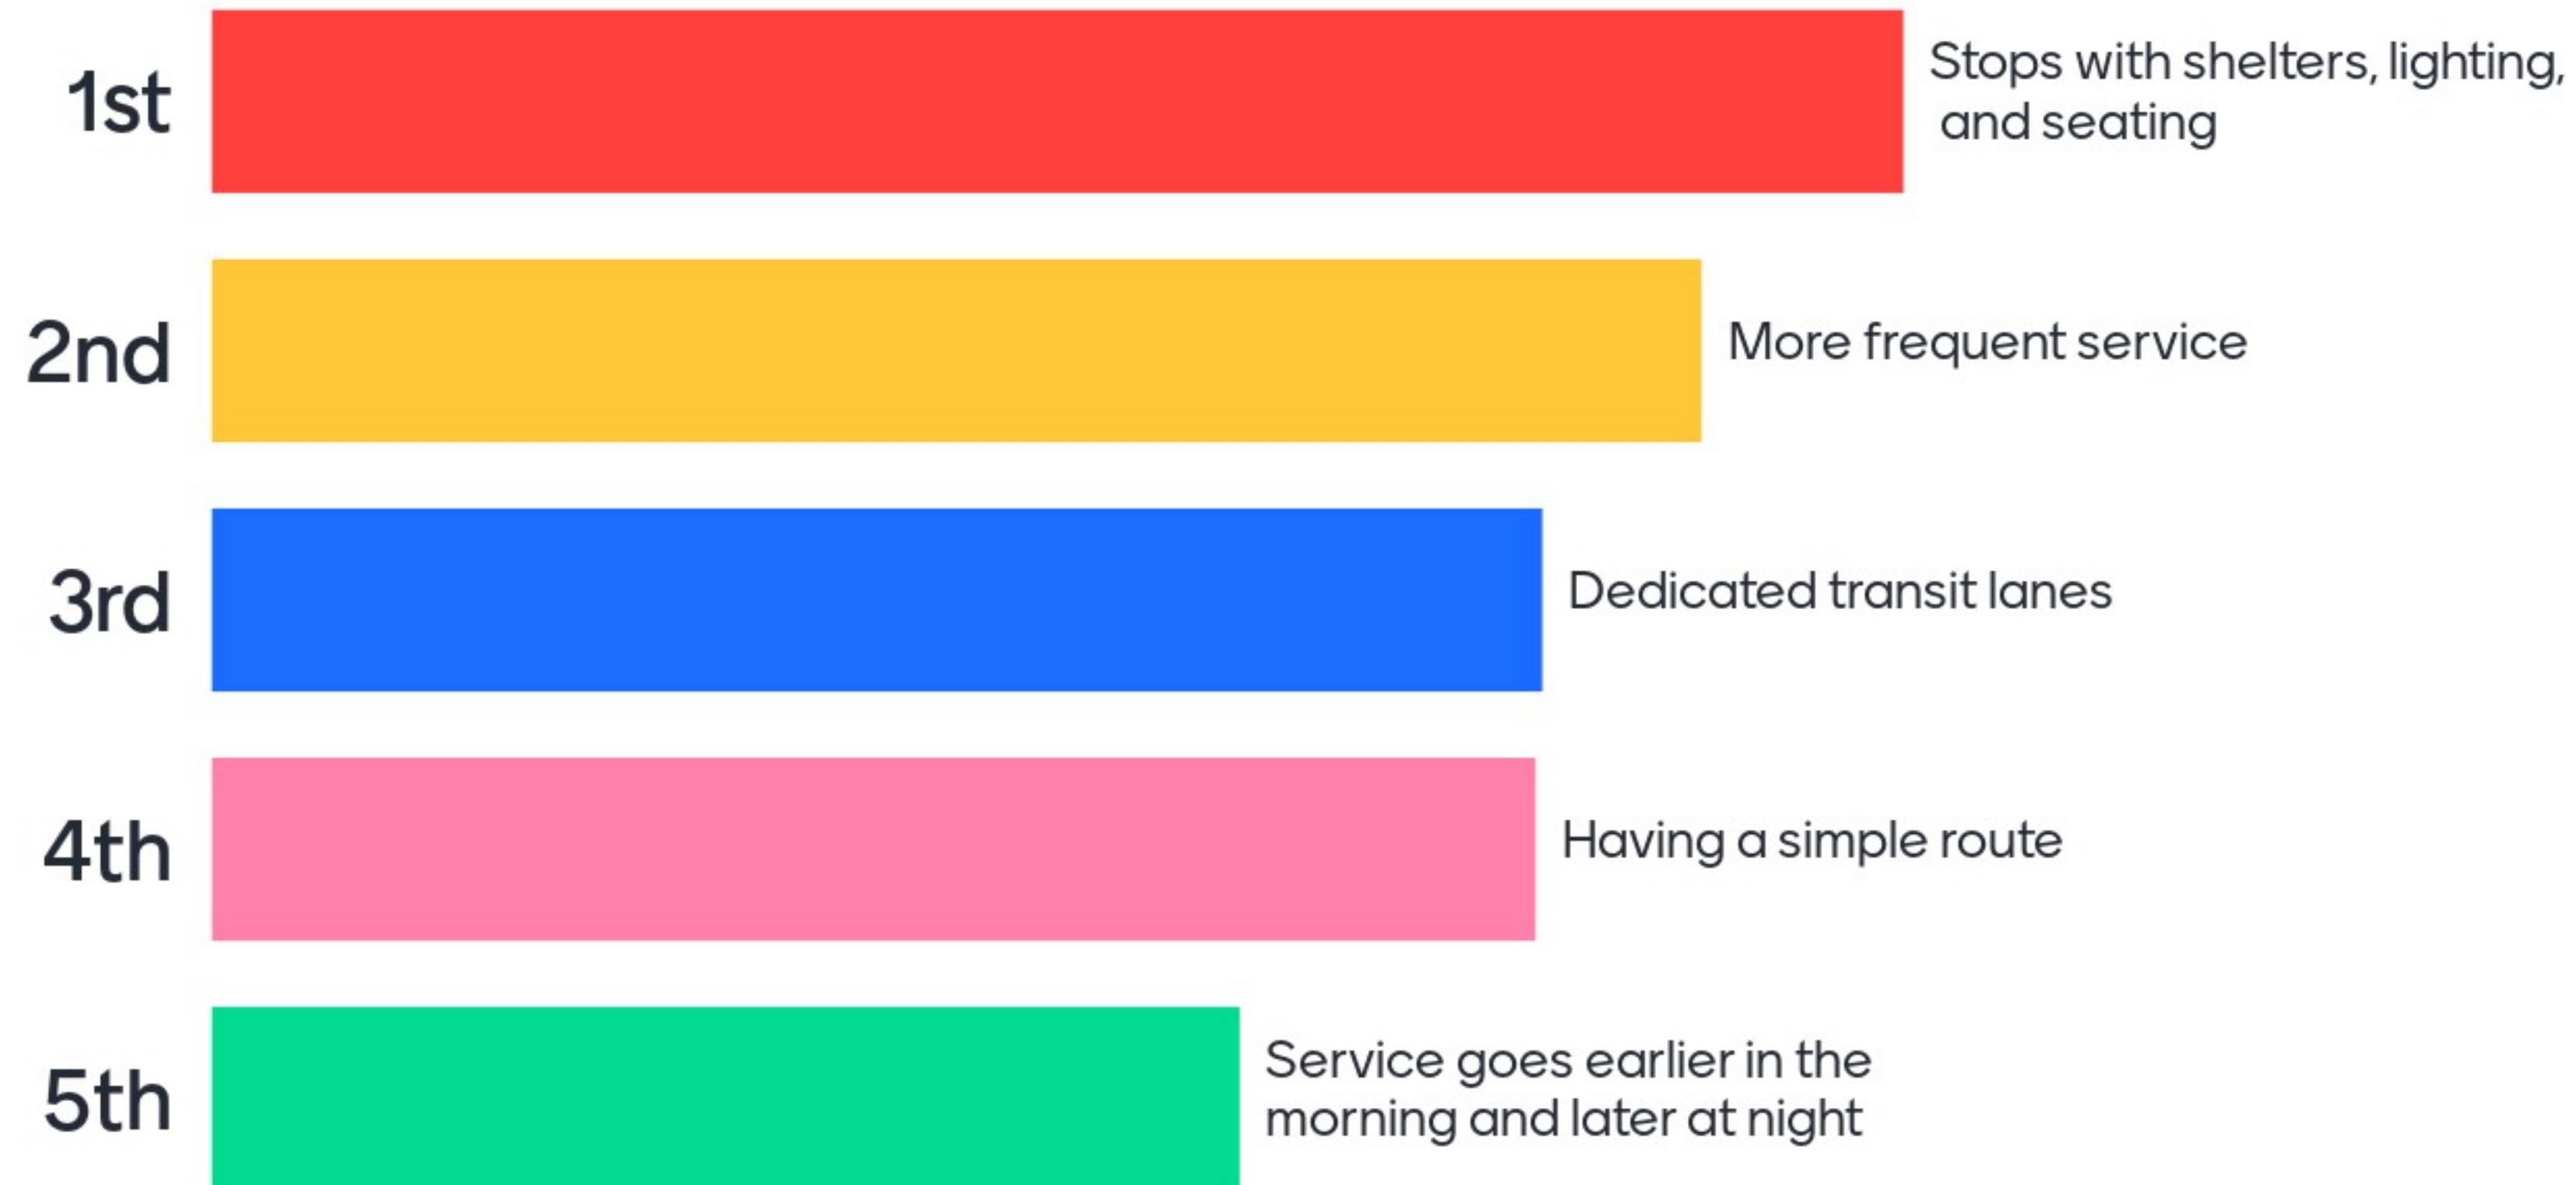 1st
Stops with shelters, lighting,
and seating
2nd
More frequent service
3rd
Dedicated transit lanes
4th
Having a simple route
5th
Service goes earlier in the
morning and later at night